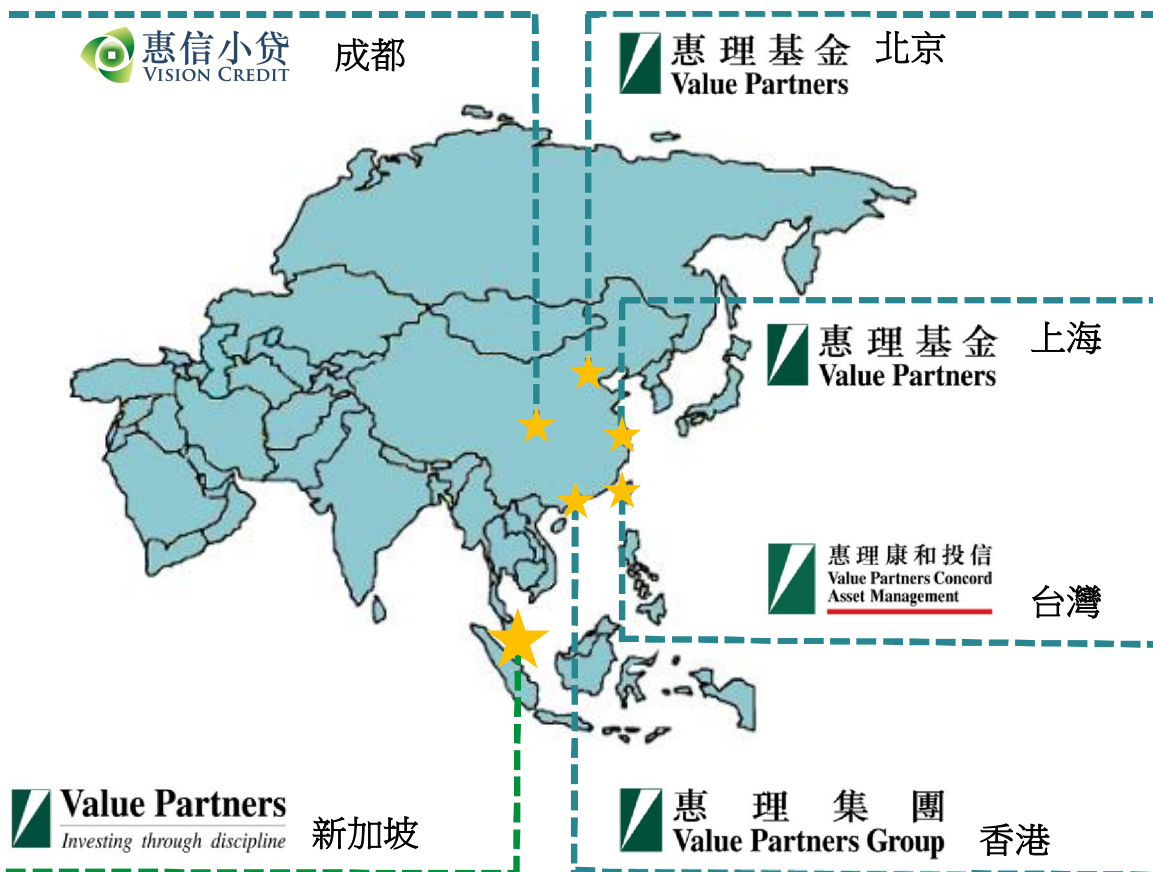 惠信小贷
VISION CREDIT
成都
惠理基金
Value Partners
北京
惠理基金
Value Partners
上海
惠理康和投信
Value Partners Concord
Asset Management
台灣
Value Partners
Investing through discipline
新加坡
惠理集團
Value Partners Group
香港